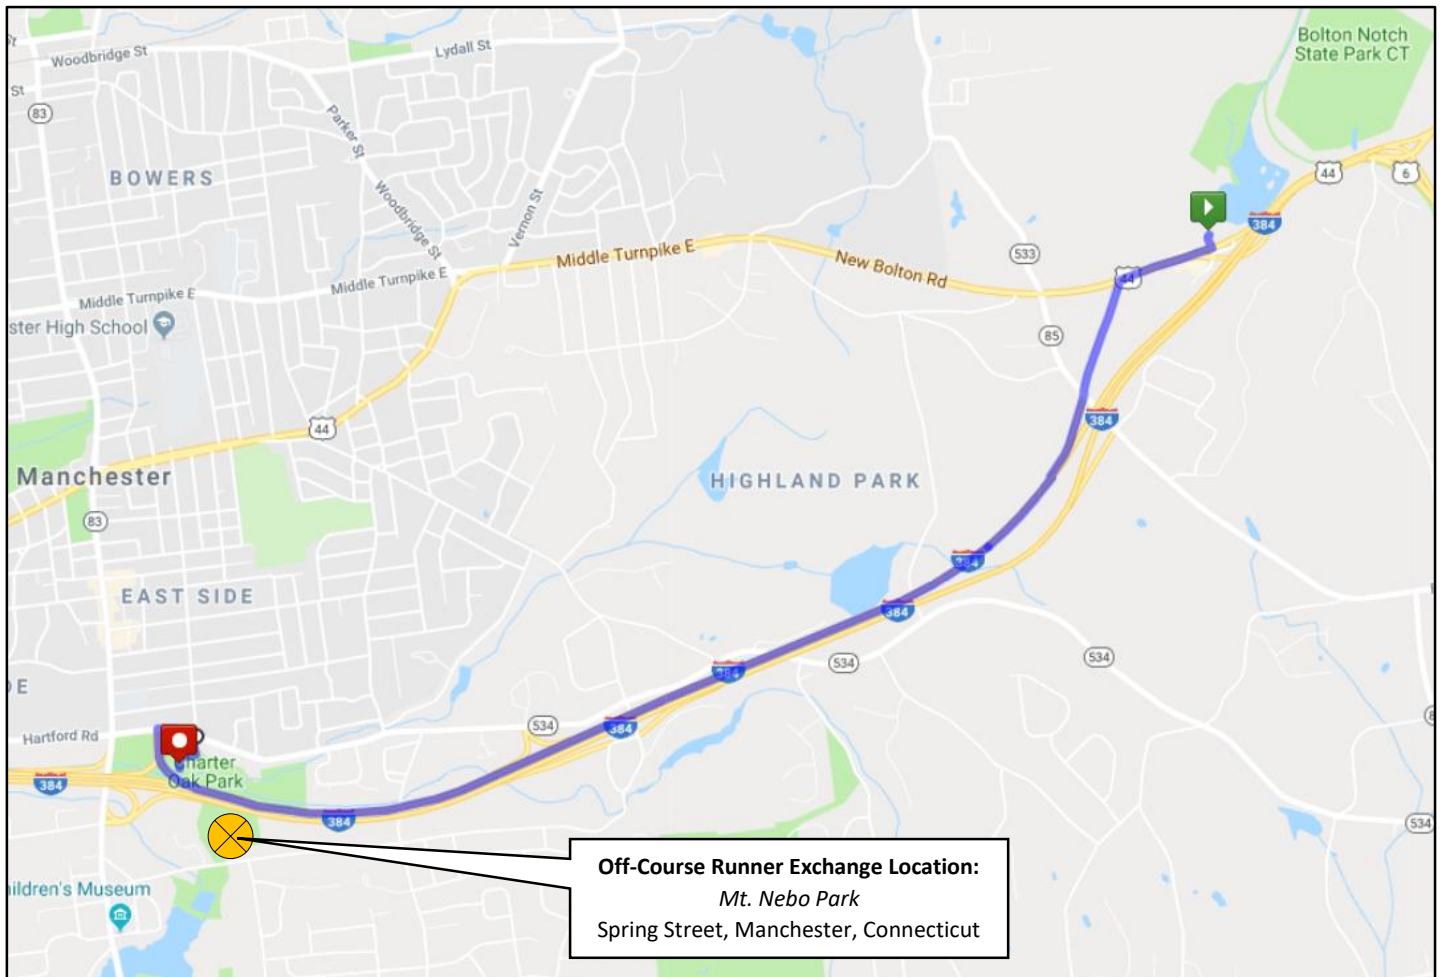 Bolton Notch
State Park CT
Woodbridge St
Lydall St
St
St
83
Parker St
BOWERS
44
6
Woodbridge St
Vernon St
384
Middle Turnpike E
533
New Bolton Rd
44
Middle Turnpike E
Middle Turnpike E
ster High School
85
384
44
Manchester
HIGHLAND PARK
83
384
EAST SIDE
384
534
534
384
DE
534
384
Hartford Rd
Charter
Oak Park
384
384
534
Off-Course Runner Exchange Location:
Mt. Nebo Park
Spring Street, Manchester, Connecticut
hildren's Museum